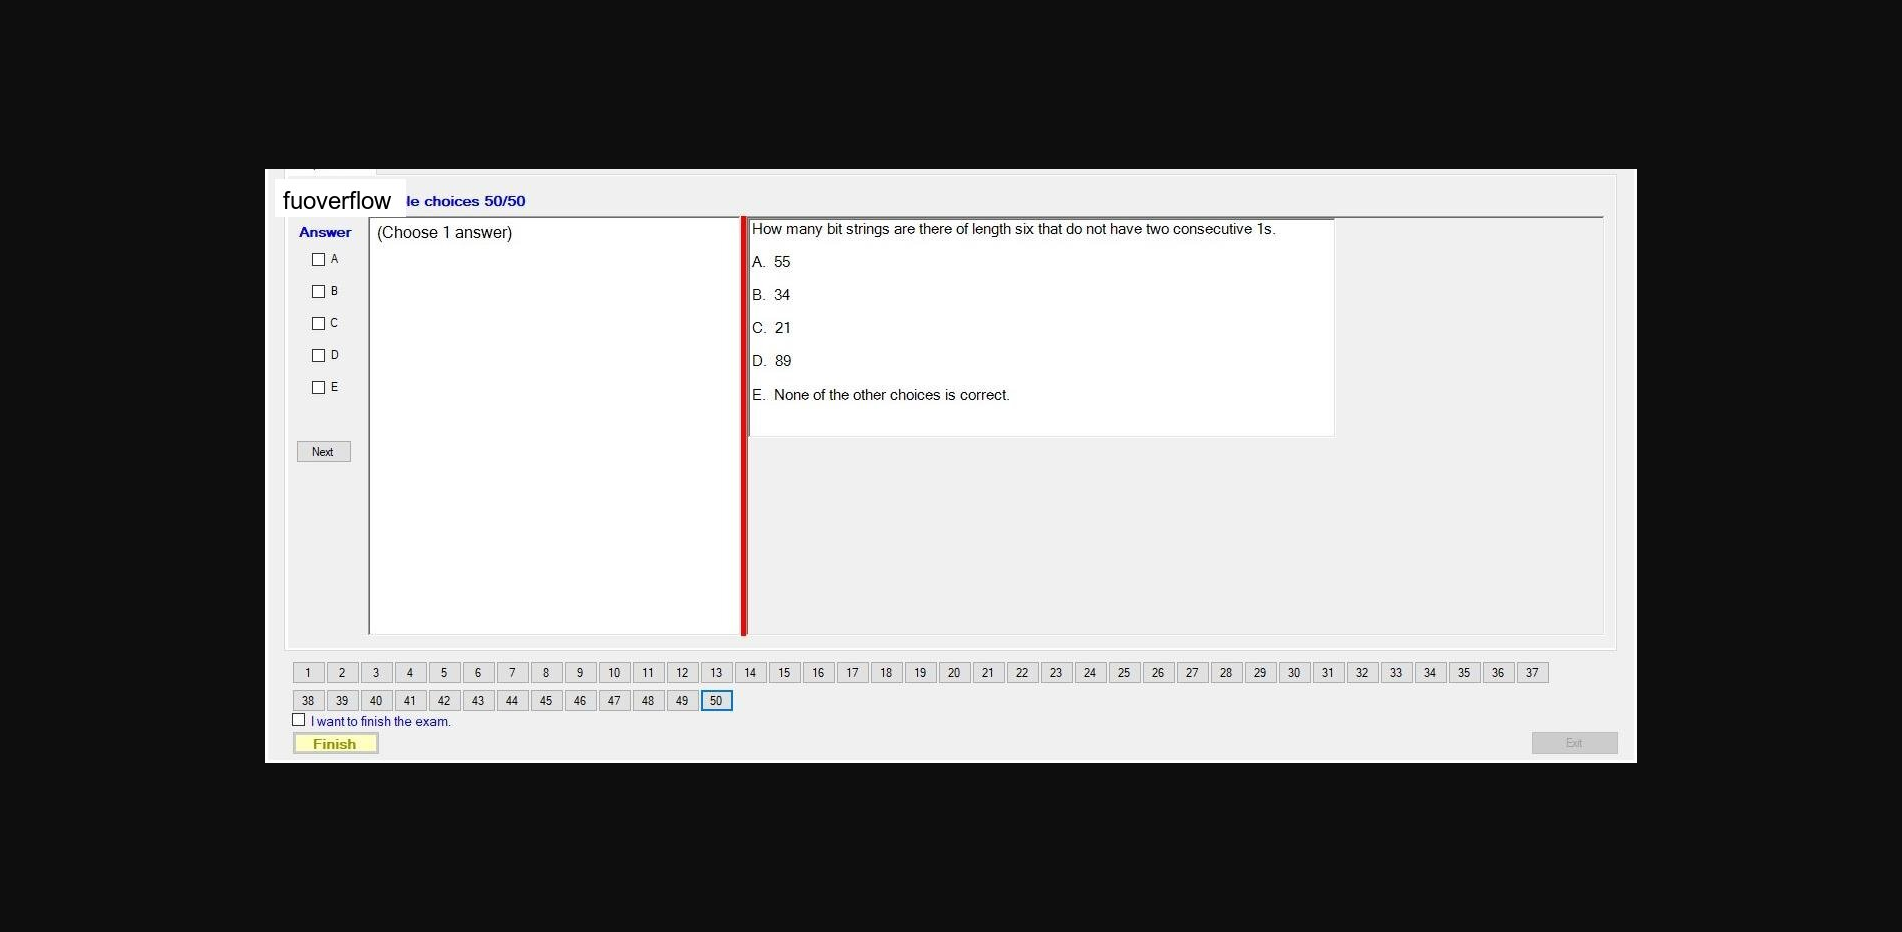 fuoverflow le choices 50/50
Answer
(Choose 1 answer)
A
B
C
D
E
Next
How many bit strings are there of length six that do not have two consecutive 1s.
A. 55
B. 34
C. 21
D. 89
E. None of the other choices is correct.
1 2 3 4 5 6 7 8 9 10 11 12 13 14 15 16 17 18 19 20 21 22 23 24 25 26 27 28 29 30 31 32 33 34 35 36 37
38 39 40 41 42 43 44 45 46 47 48 49 50
I want to finish the exam.
Finish
Exit